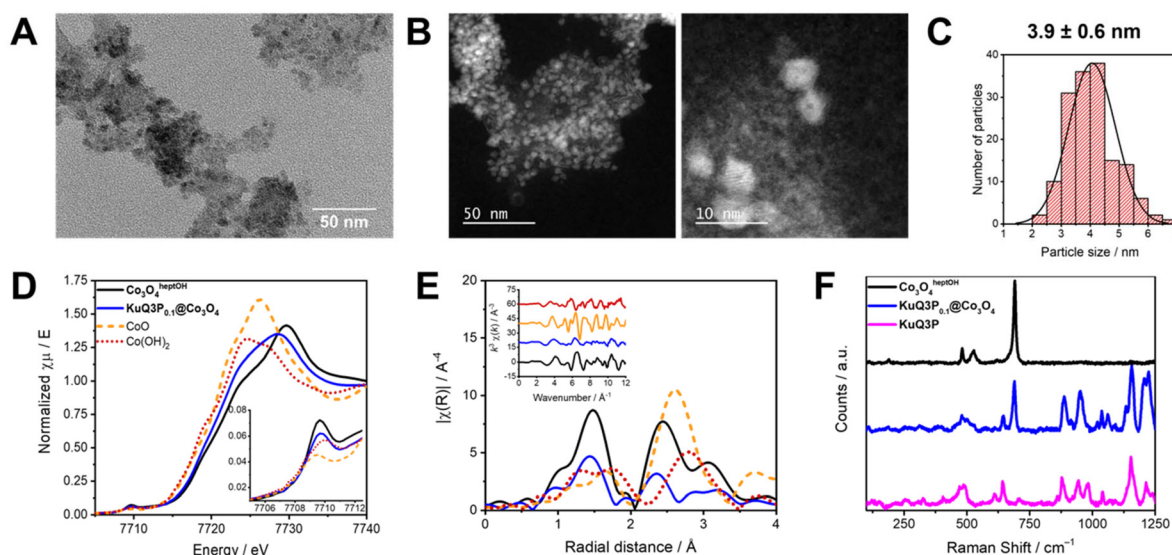 A
50 nm
B
50 nm
10 nm
C
3.9 ± 0.6 nm
Number of particles
40
30
20
10
0
1 2 3 4 5 6
Particle size / nm
D
Normalized χμ / E
1.75
1.50
1.25
1.00
0.75
0.50
0.25
0.00
Co₃O₄ʰᵉᵖᵗᴼᴴ
KuQ3P₀.₁@Co₃O₄
CoO
Co(OH)₂
0.08
0.06
0.04
0.02
7706 7708 7710 7712
7710 7720 7730 7740
Energy / eV
E
|χ(R)| / Å⁻⁴
20
15
10
5
0
k³ χ(k) / Å⁻³
75
60
45
30
15
0
-15
0 2 4 6 8 10 12
Wavenumber / Å⁻¹
0 1 2 3 4
Radial distance / Å
F
Counts / a.u.
Co₃O₄ʰᵉᵖᵗᴼᴴ
KuQ3P₀.₁@Co₃O₄
KuQ3P
250 500 750 1000 1250
Raman Shift / cm⁻¹